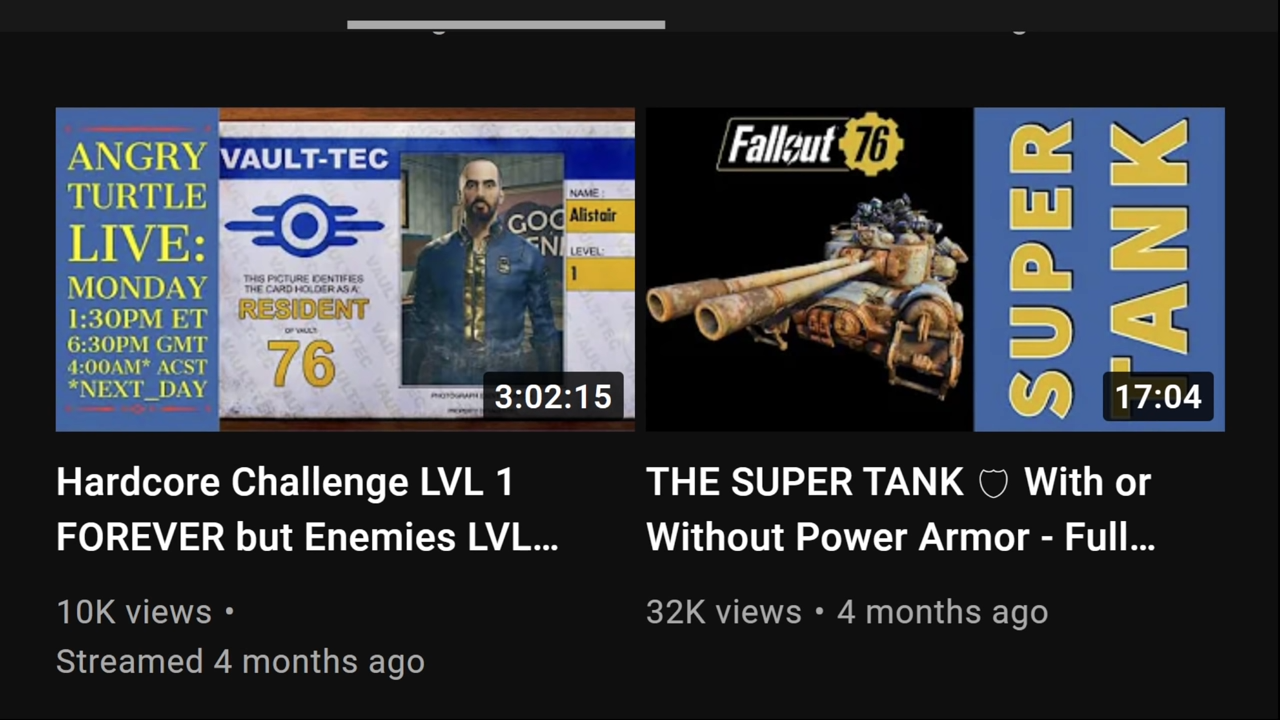 ANGRY
TURTLE
LIVE:
MONDAY
1:30PM ET
6:30PM GMT
4:00AM* ACST
*NEXT_DAY
VAULT-TEC
THIS PICTURE IDENTIFIES
THE CARD HOLDER AS A:
RESIDENT
OF VAULT:
76
NAME :
Alistair
LEVEL:
1
3:02:15
Hardcore Challenge LVL 1
FOREVER but Enemies LVL...
10K views •
Streamed 4 months ago
Fallout 76
SUPER
TANK
17:04
THE SUPER TANK 🛡 With or
Without Power Armor - Full...
32K views • 4 months ago